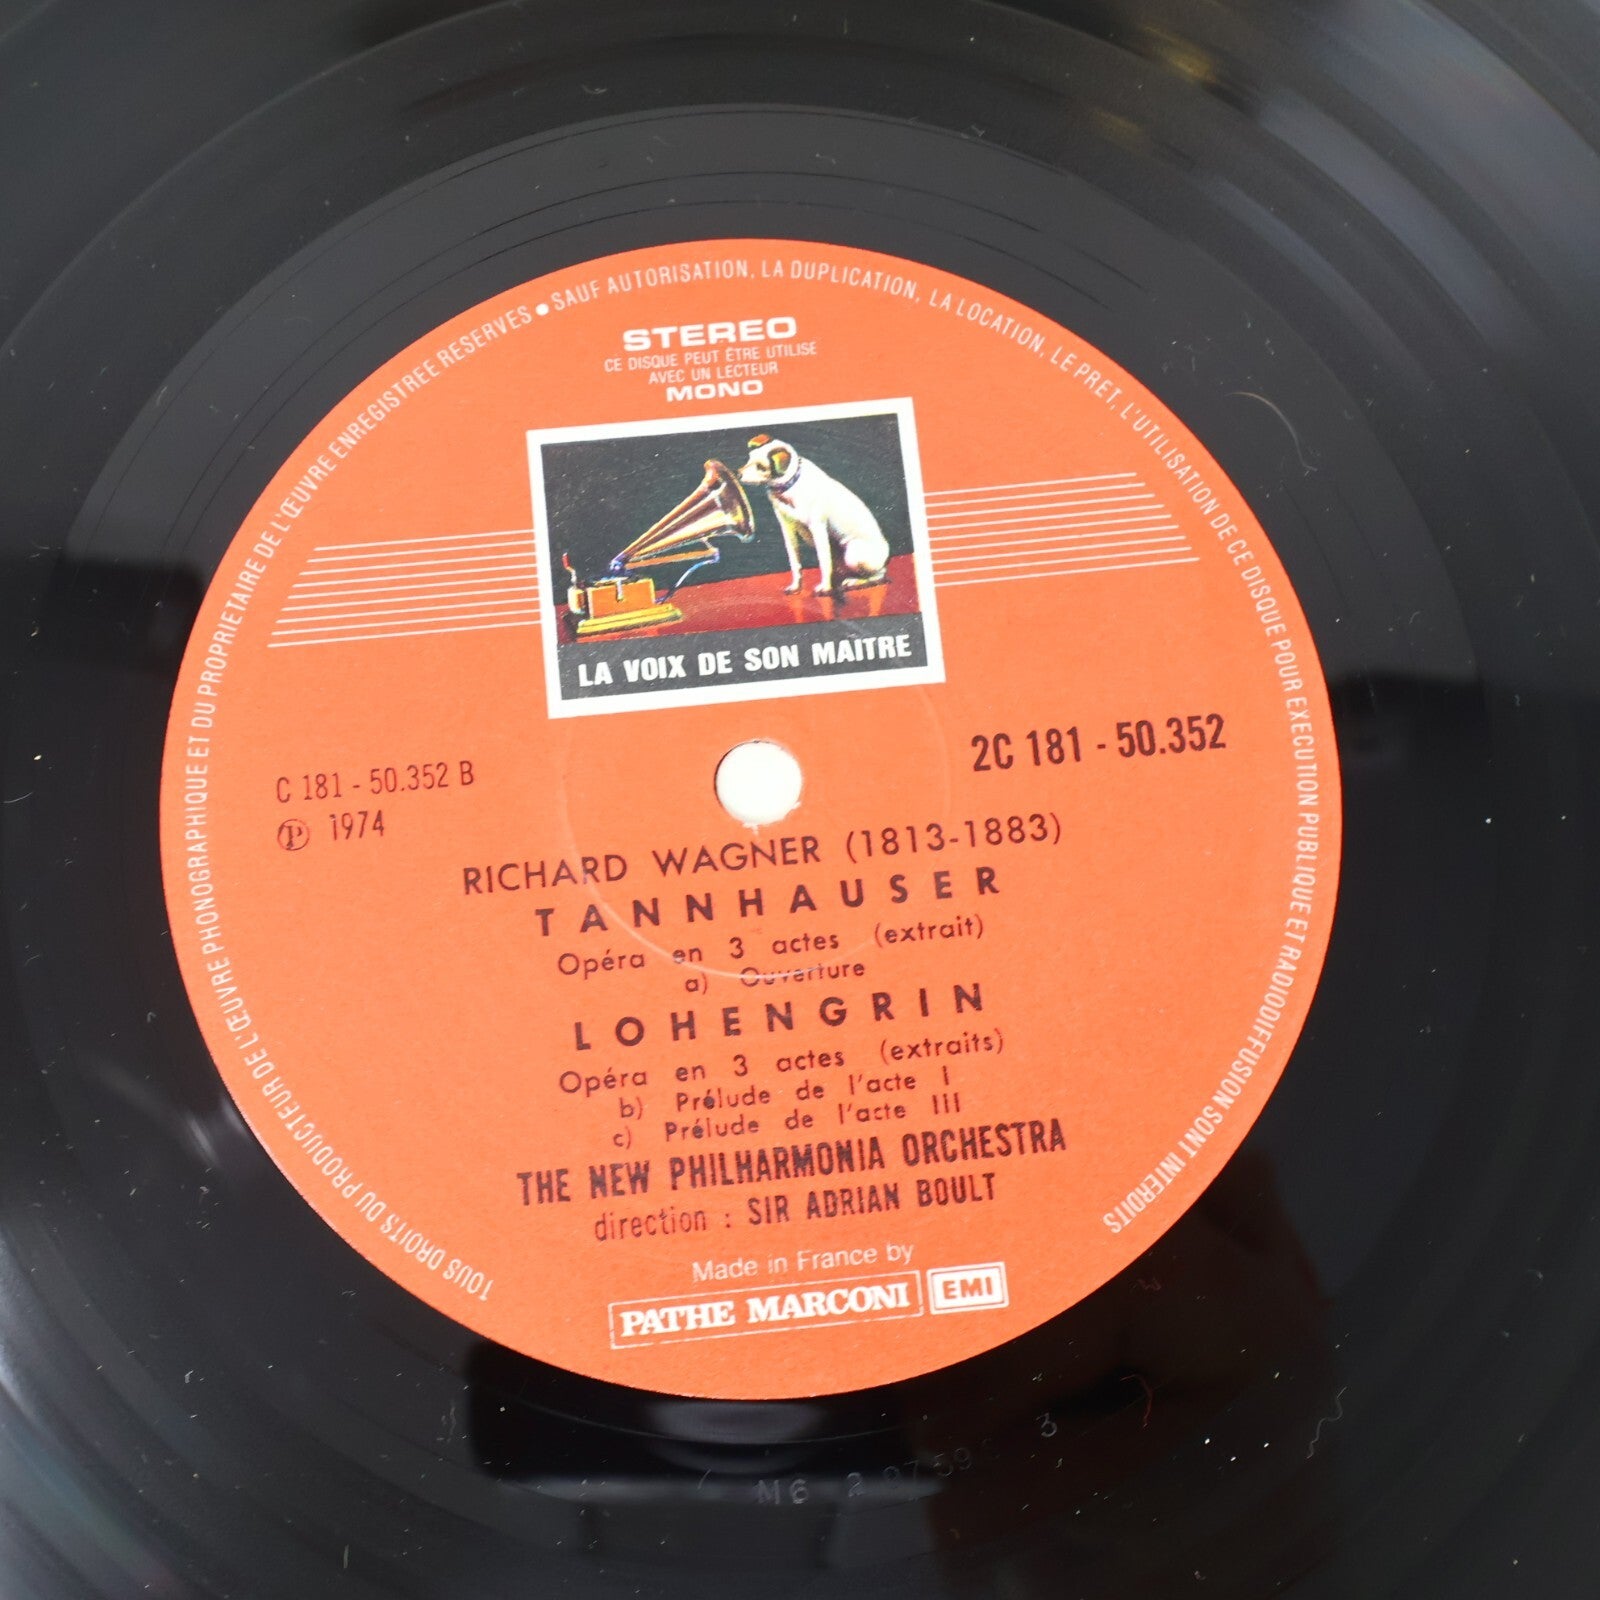 TOUS DROITS DU PRODUCTEUR DE L'ŒUVRE PHONOGRAPHIQUE ET DU PROPRIETAIRE DE L'ŒUVRE ENREGISTREE RESERVES ● SAUF AUTORISATION, LA DUPLICATION, LA LOCATION, LE PRET, L'UTILISATION DE CE DISQUE POUR EXECUTION PUBLIQUE ET RADIODIFFUSION SONT INTERDITS
STEREO
CE DISQUE PEUT ÊTRE UTILISE
AVEC UN LECTEUR
MONO
LA VOIX DE SON MAITRE
2C 181 - 50.352
C 181 - 50.352 B
Ⓟ 1974
RICHARD WAGNER (1813-1883)
TANNHAUSER
Opéra en 3 actes (extrait)
a) Ouverture
LOHENGRIN
Opéra en 3 actes (extraits)
b) Prélude de l'acte I
c) Prélude de l'acte III
THE NEW PHILHARMONIA ORCHESTRA
direction : SIR ADRIAN BOULT
Made in France by
PATHE MARCONI EMI
M6
3